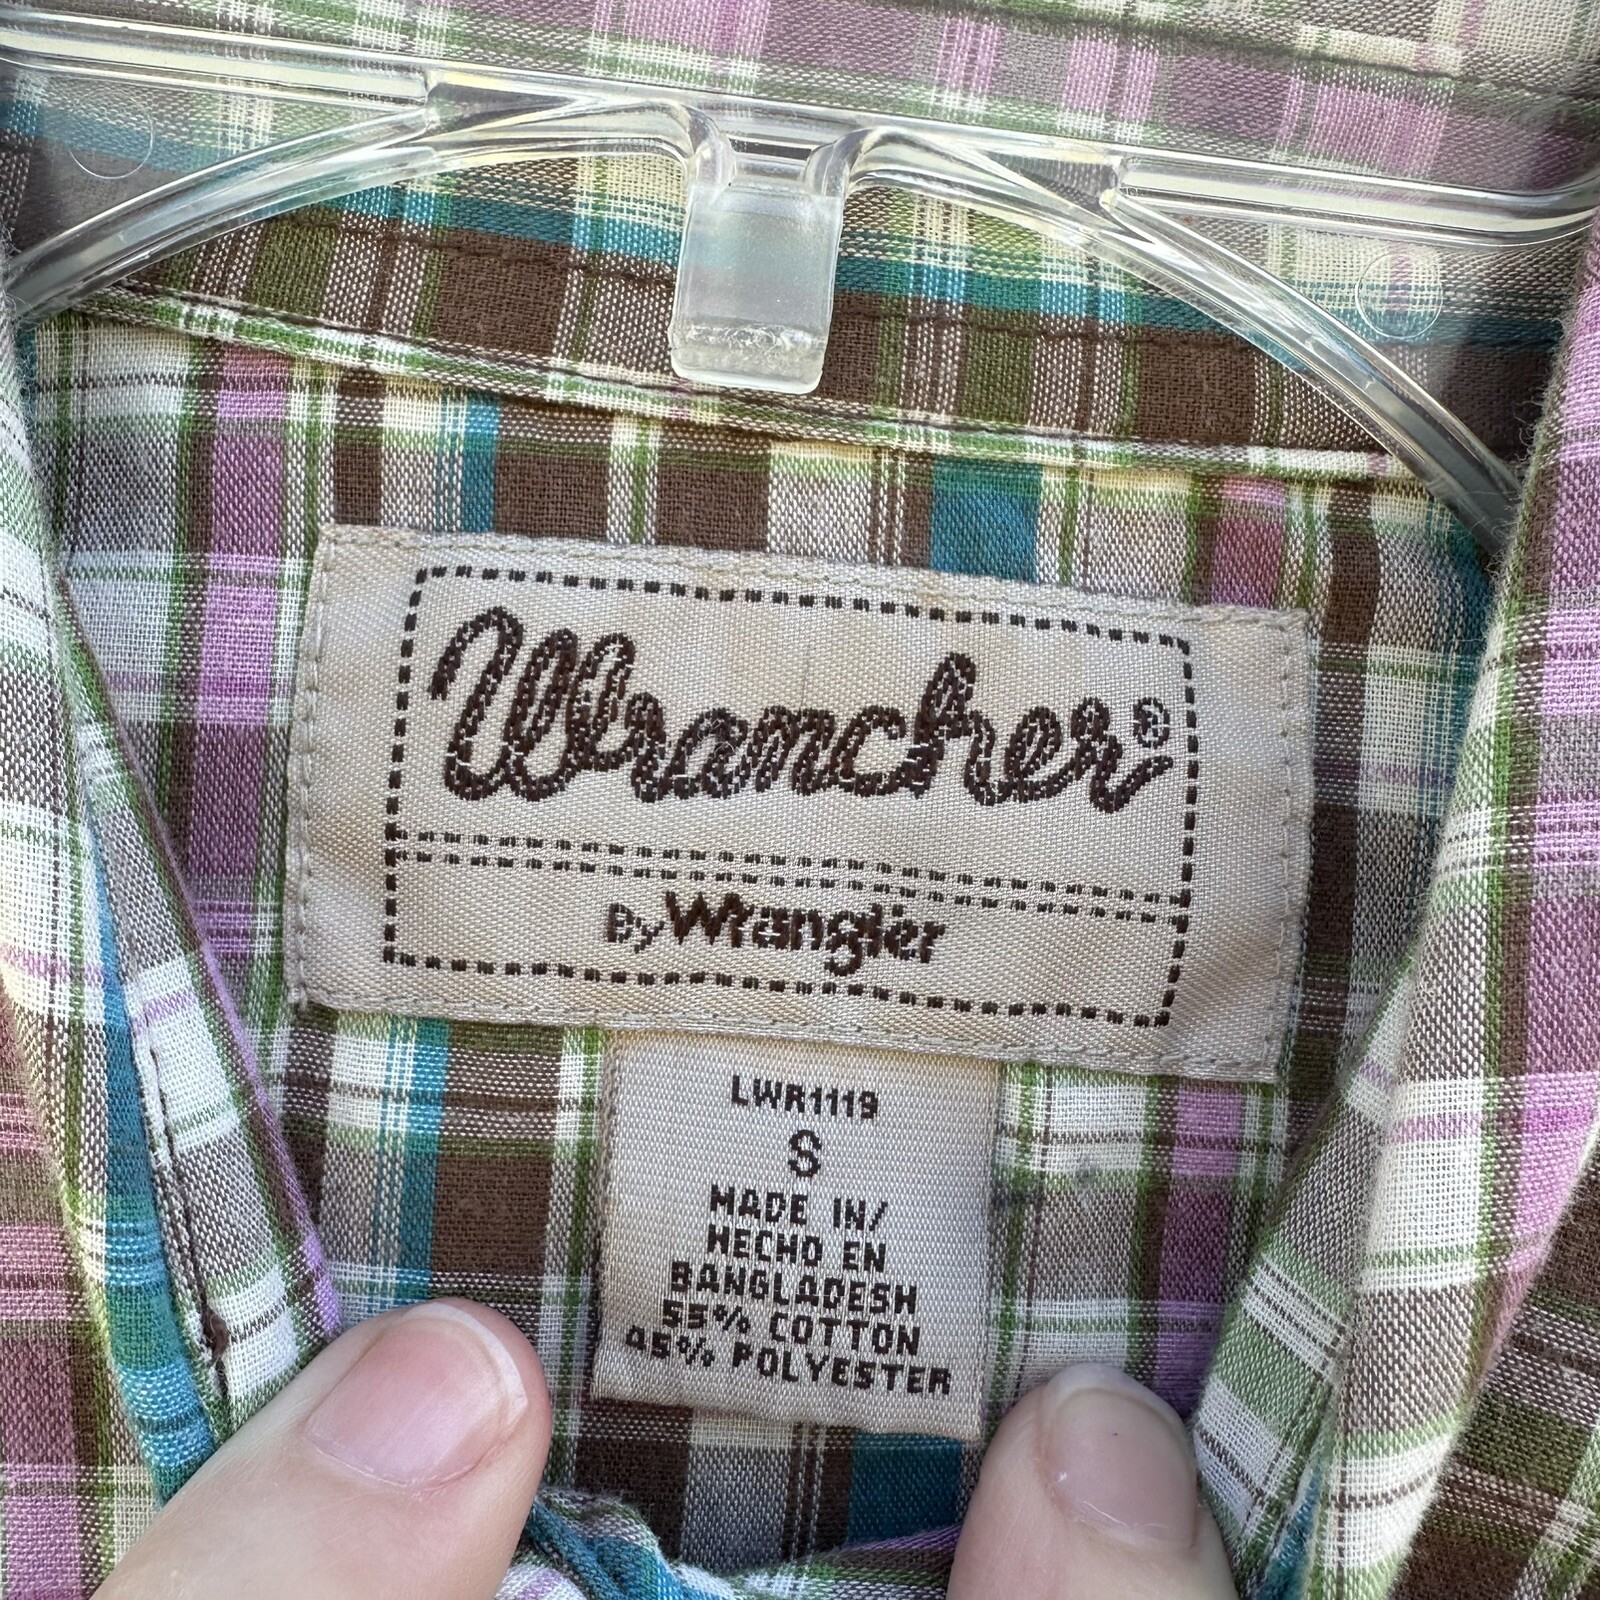 Wrancher®
By Wrangler
LWR1119
S
MADE IN/
HECHO EN
BANGLADESH
55% COTTON
45% POLYESTER